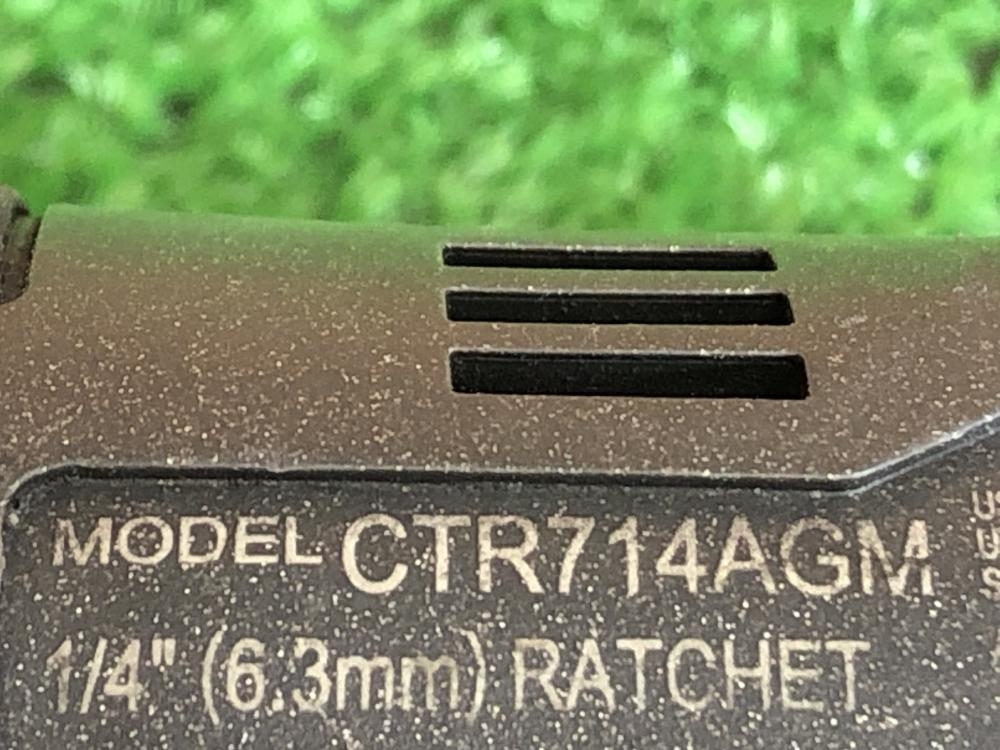 MODEL CTR714AGM
1/4" (6.3mm) RATCHET